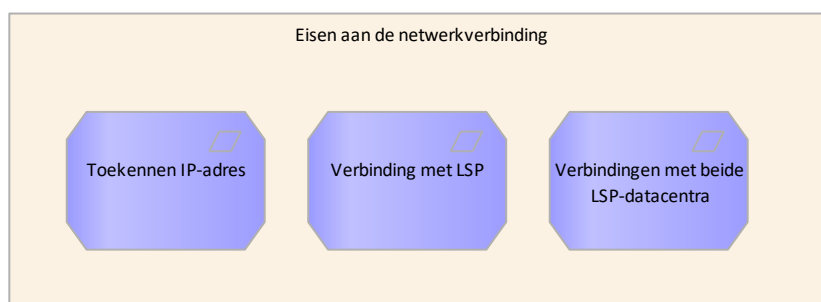 Eisen aan de netwerkverbinding
Toekennen IP-adres
Verbinding met LSP
Verbindingen met beide
LSP-datacentra